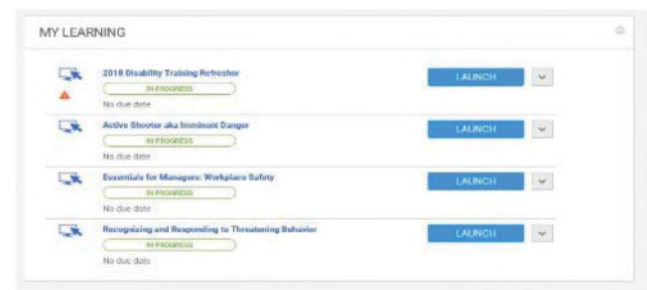 MY LEARNING
2018 Disability Training Refresher
LAUNCH
IN PROGRESS
No due date
Active Shooter aka Imminent Danger
LAUNCH
IN PROGRESS
No due date
Essentials for Managers: Workplace Safety
LAUNCH
IN PROGRESS
No due date
Recognizing and Responding to Threatening Behavior
LAUNCH
IN PROGRESS
No due date